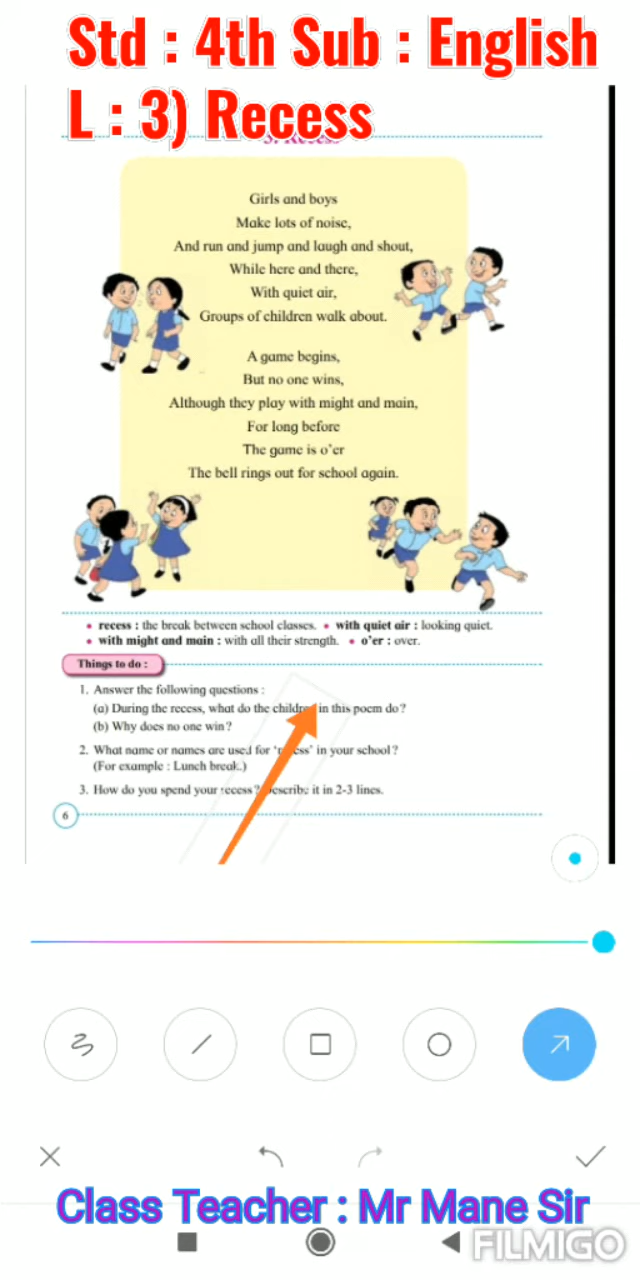 Std : 4th Sub : English
L : 3) Recess
3. Recess
Girls and boys
Make lots of noise,
And run and jump and laugh and shout,
While here and there,
With quiet air,
Groups of children walk about.
A game begins,
But no one wins,
Although they play with might and main,
For long before
The game is o'er
The bell rings out for school again.
• recess : the break between school classes. • with quiet air : looking quiet.
• with might and main : with all their strength. • o'er : over.
Things to do :
1. Answer the following questions :
(a) During the recess, what do the children in this poem do?
(b) Why does no one win?
2. What name or names are used for 'recess' in your school?
(For example : Lunch break.)
3. How do you spend your recess? Describe it in 2-3 lines.
6
Class Teacher : Mr Mane Sir
FILMIGO